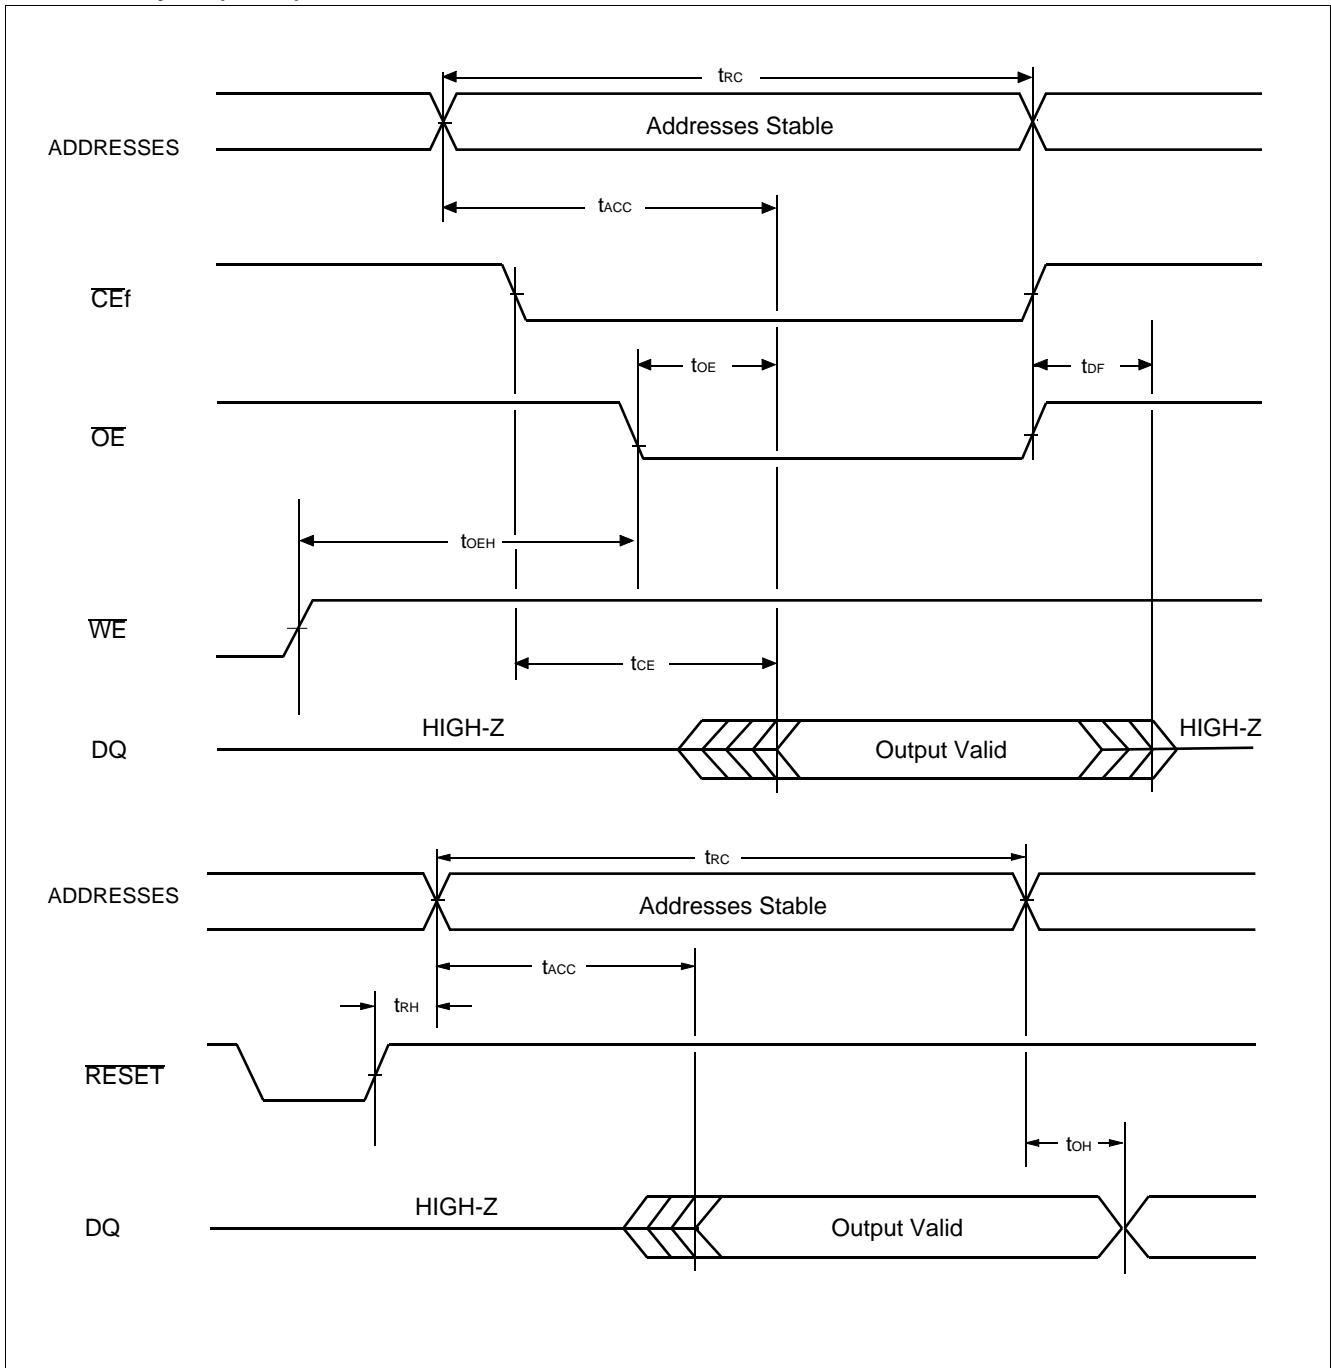 tRC
Addresses Stable
ADDRESSES
tACC
CEf
tOE
tDF
OE
tOEH
WE
tCE
HIGH-Z
HIGH-Z
DQ
Output Valid
tRC
ADDRESSES
Addresses Stable
tACC
tRH
RESET
tOH
HIGH-Z
DQ
Output Valid